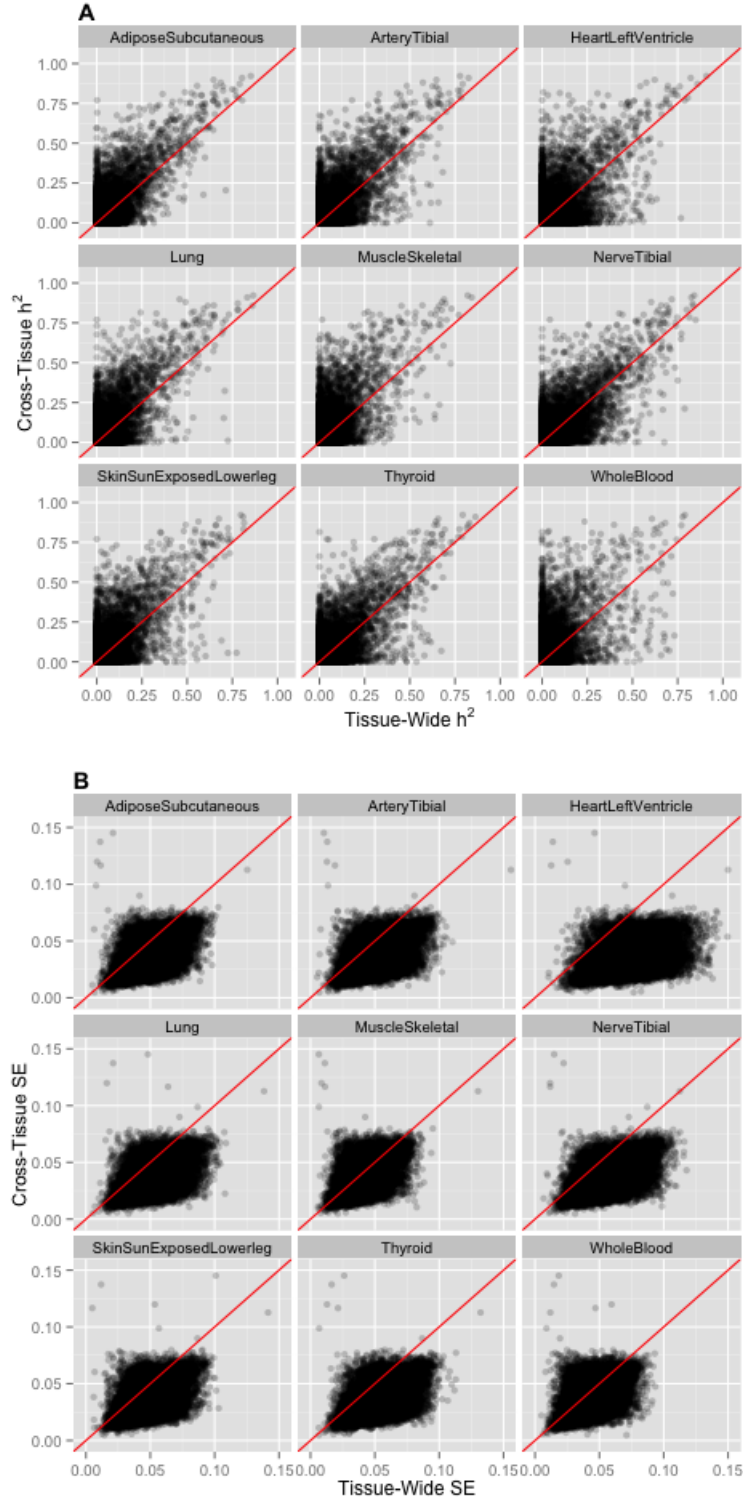 A
AdiposeSubcutaneous ArteryTibial HeartLeftVentricle
1.00
0.75
0.50
0.25
0.00
Lung MuscleSkeletal NerveTibial
1.00
0.75
0.50
0.25
0.00
Cross-Tissue h²
SkinSunExposedLowerleg Thyroid WholeBlood
1.00
0.75
0.50
0.25
0.00
0.00 0.25 0.50 0.75 1.00 0.00 0.25 0.50 0.75 1.00 0.00 0.25 0.50 0.75 1.00
Tissue-Wide h²
B
AdiposeSubcutaneous ArteryTibial HeartLeftVentricle
0.15
0.10
0.05
0.00
Lung MuscleSkeletal NerveTibial
0.15
0.10
0.05
0.00
Cross-Tissue SE
SkinSunExposedLowerleg Thyroid WholeBlood
0.15
0.10
0.05
0.00
0.00 0.05 0.10 0.15 0.00 0.05 0.10 0.15 0.00 0.05 0.10 0.15
Tissue-Wide SE